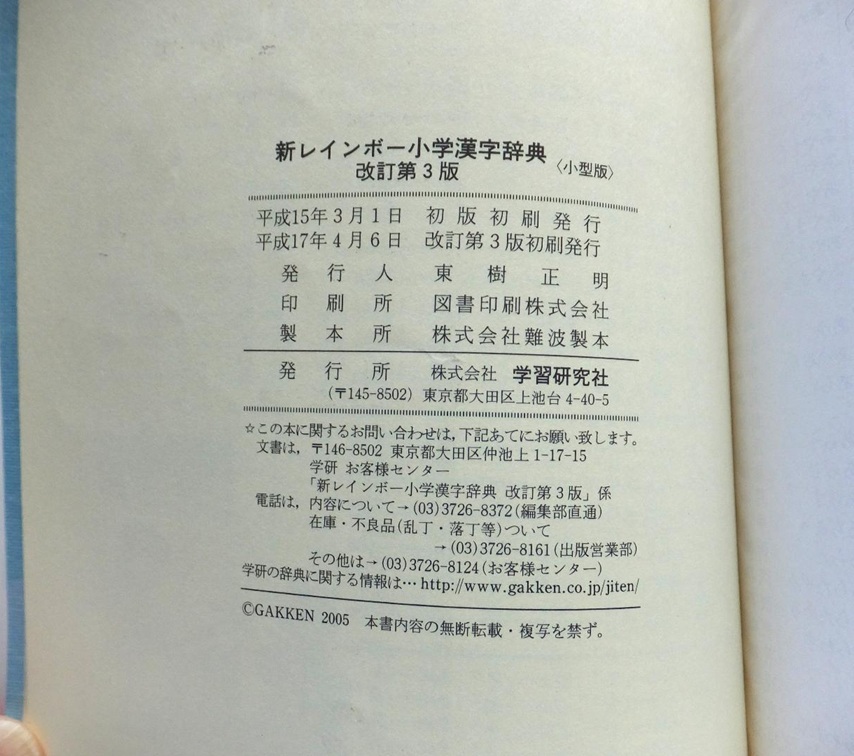 新レインボー小学漢字辞典
改訂第3版 〈小型版〉
平成15年3月1日 初版初刷発行
平成17年4月6日 改訂第3版初刷発行
発行人 東樹正明
印刷所 図書印刷株式会社
製本所 株式会社難波製本
発行所 株式会社 学習研究社
(〒145-8502) 東京都大田区上池台4-40-5
☆この本に関するお問い合わせは,下記あてにお願い致します。
文書は, 〒146-8502 東京都大田区仲池上1-17-15
学研 お客様センター
「新レインボー小学漢字辞典 改訂第3版」係
電話は, 内容について→(03)3726-8372(編集部直通)
在庫・不良品(乱丁・落丁等)ついて
→(03)3726-8161(出版営業部)
その他は→(03)3726-8124(お客様センター)
学研の辞典に関する情報は…http://www.gakken.co.jp/jiten/
©GAKKEN 2005 本書内容の無断転載・複写を禁ず。